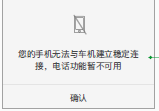 您的手机无法与车机建立稳定连
接，电话功能暂不可用
确认